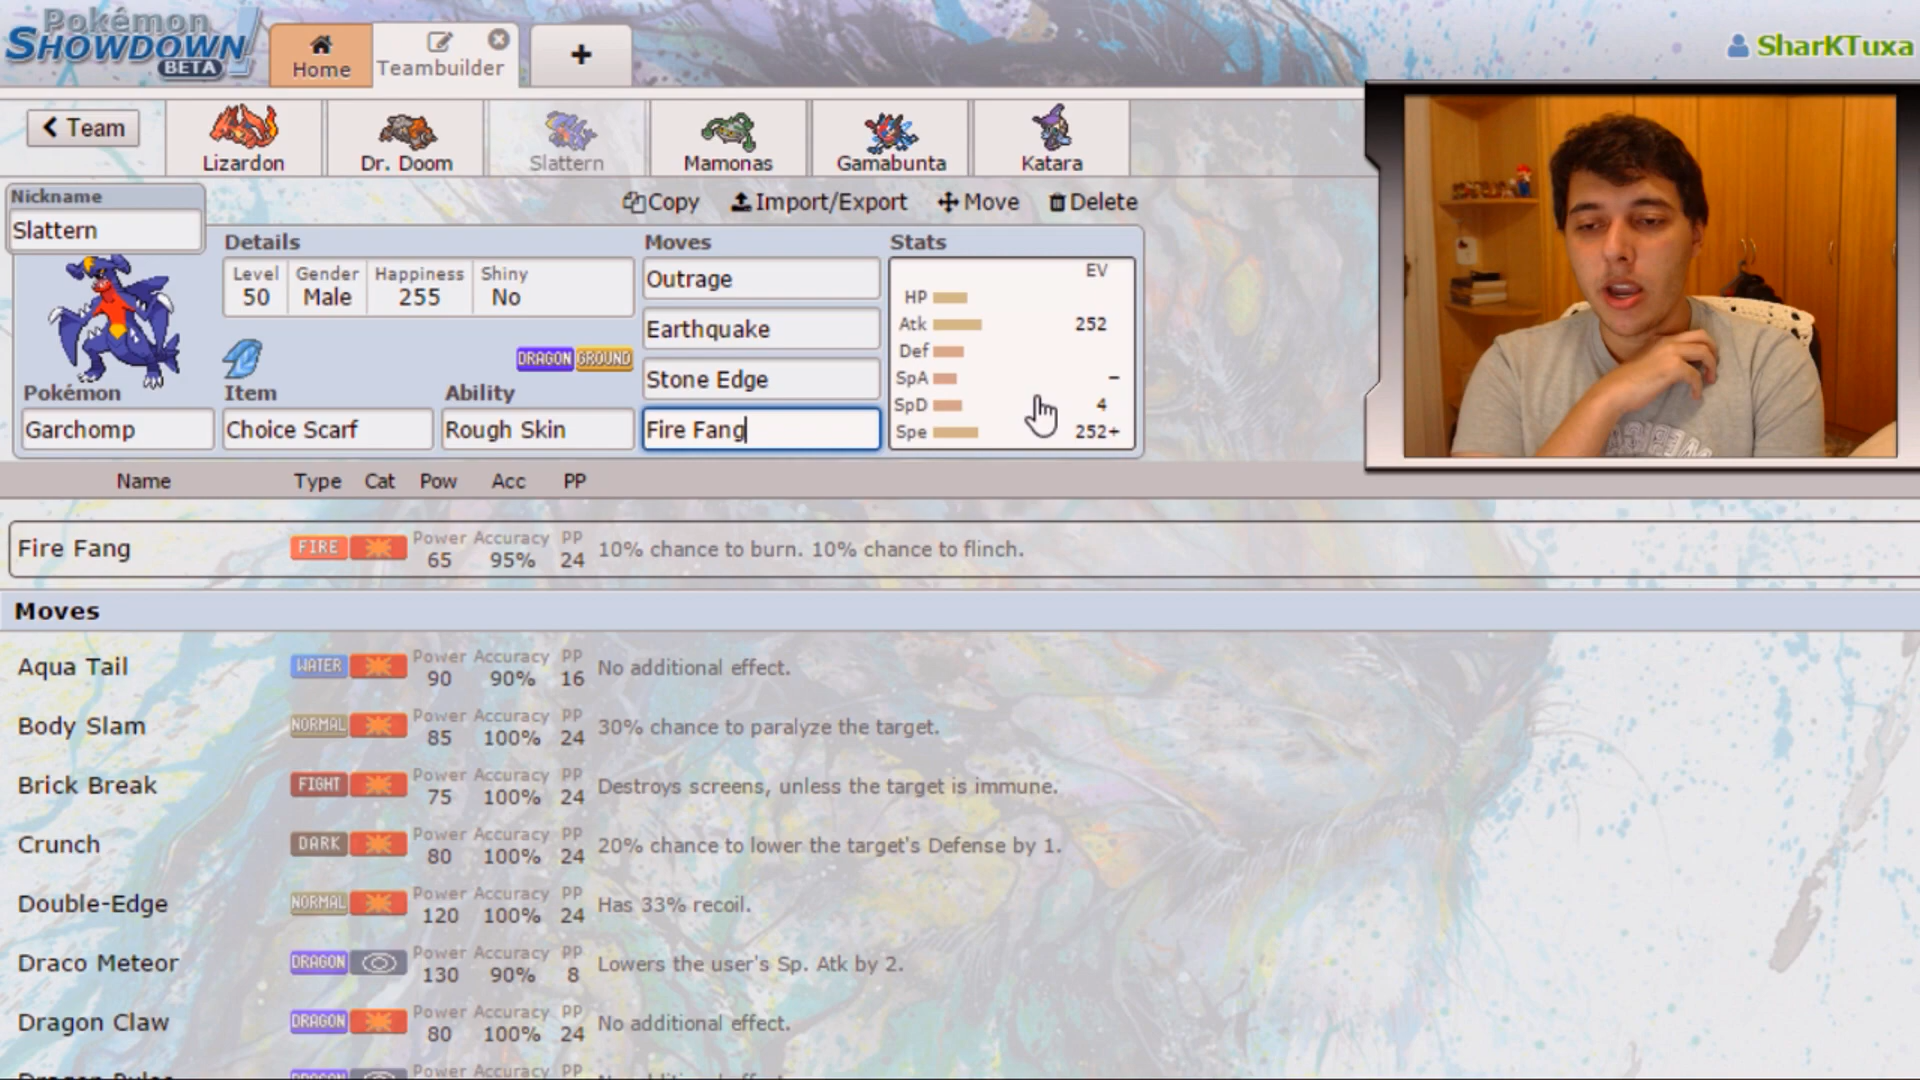 Pokémon
SHOWDOWN!
BETA
Home
Teambuilder
+
SharKTuxa
Team
Lizardon
Dr. Doom
Slattern
Mamonas
Gamabunta
Katara
Copy Import/Export Move Delete
Nickname
Slattern
Details
Level Gender Happiness Shiny
50 Male 255 No
DRAGON GROUND
Pokémon Item Ability
Garchomp Choice Scarf Rough Skin
Moves
Outrage
Earthquake
Stone Edge
Fire Fang
Stats
EV
HP
Atk 252
Def
SpA −
SpD 4
Spe 252+
Name Type Cat Pow Acc PP
Fire Fang FIRE Power 65 Accuracy 95% PP 24 10% chance to burn. 10% chance to flinch.
Moves
Aqua Tail WATER Power 90 Accuracy 90% PP 16 No additional effect.
Body Slam NORMAL Power 85 Accuracy 100% PP 24 30% chance to paralyze the target.
Brick Break FIGHT Power 75 Accuracy 100% PP 24 Destroys screens, unless the target is immune.
Crunch DARK Power 80 Accuracy 100% PP 24 20% chance to lower the target's Defense by 1.
Double-Edge NORMAL Power 120 Accuracy 100% PP 24 Has 33% recoil.
Draco Meteor DRAGON Power 130 Accuracy 90% PP 8 Lowers the user's Sp. Atk by 2.
Dragon Claw DRAGON Power 80 Accuracy 100% PP 24 No additional effect.
Power Accuracy PP